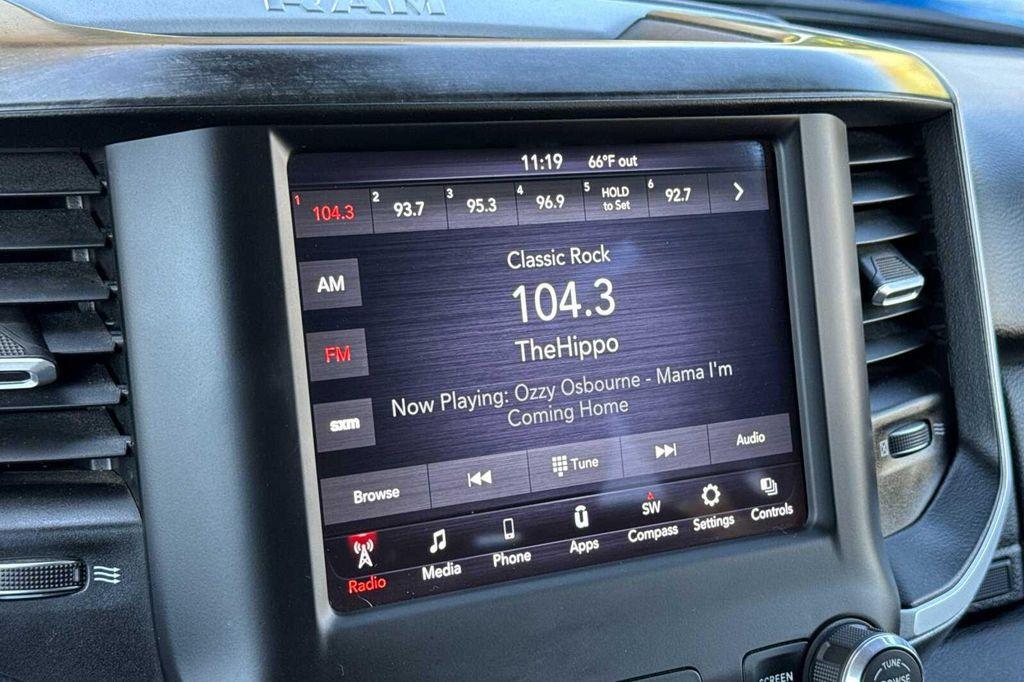 RAM
11:19 66°F out
1 104.3 2 93.7 3 95.3 4 96.9 5 HOLD to Set 6 92.7
Classic Rock
AM
104.3
FM
TheHippo
Now Playing: Ozzy Osbourne - Mama I'm
Coming Home
sxm
Browse Tune Audio
SW
Radio Media Phone Apps Compass Settings Controls
SCREEN
TUNE
BROWSE